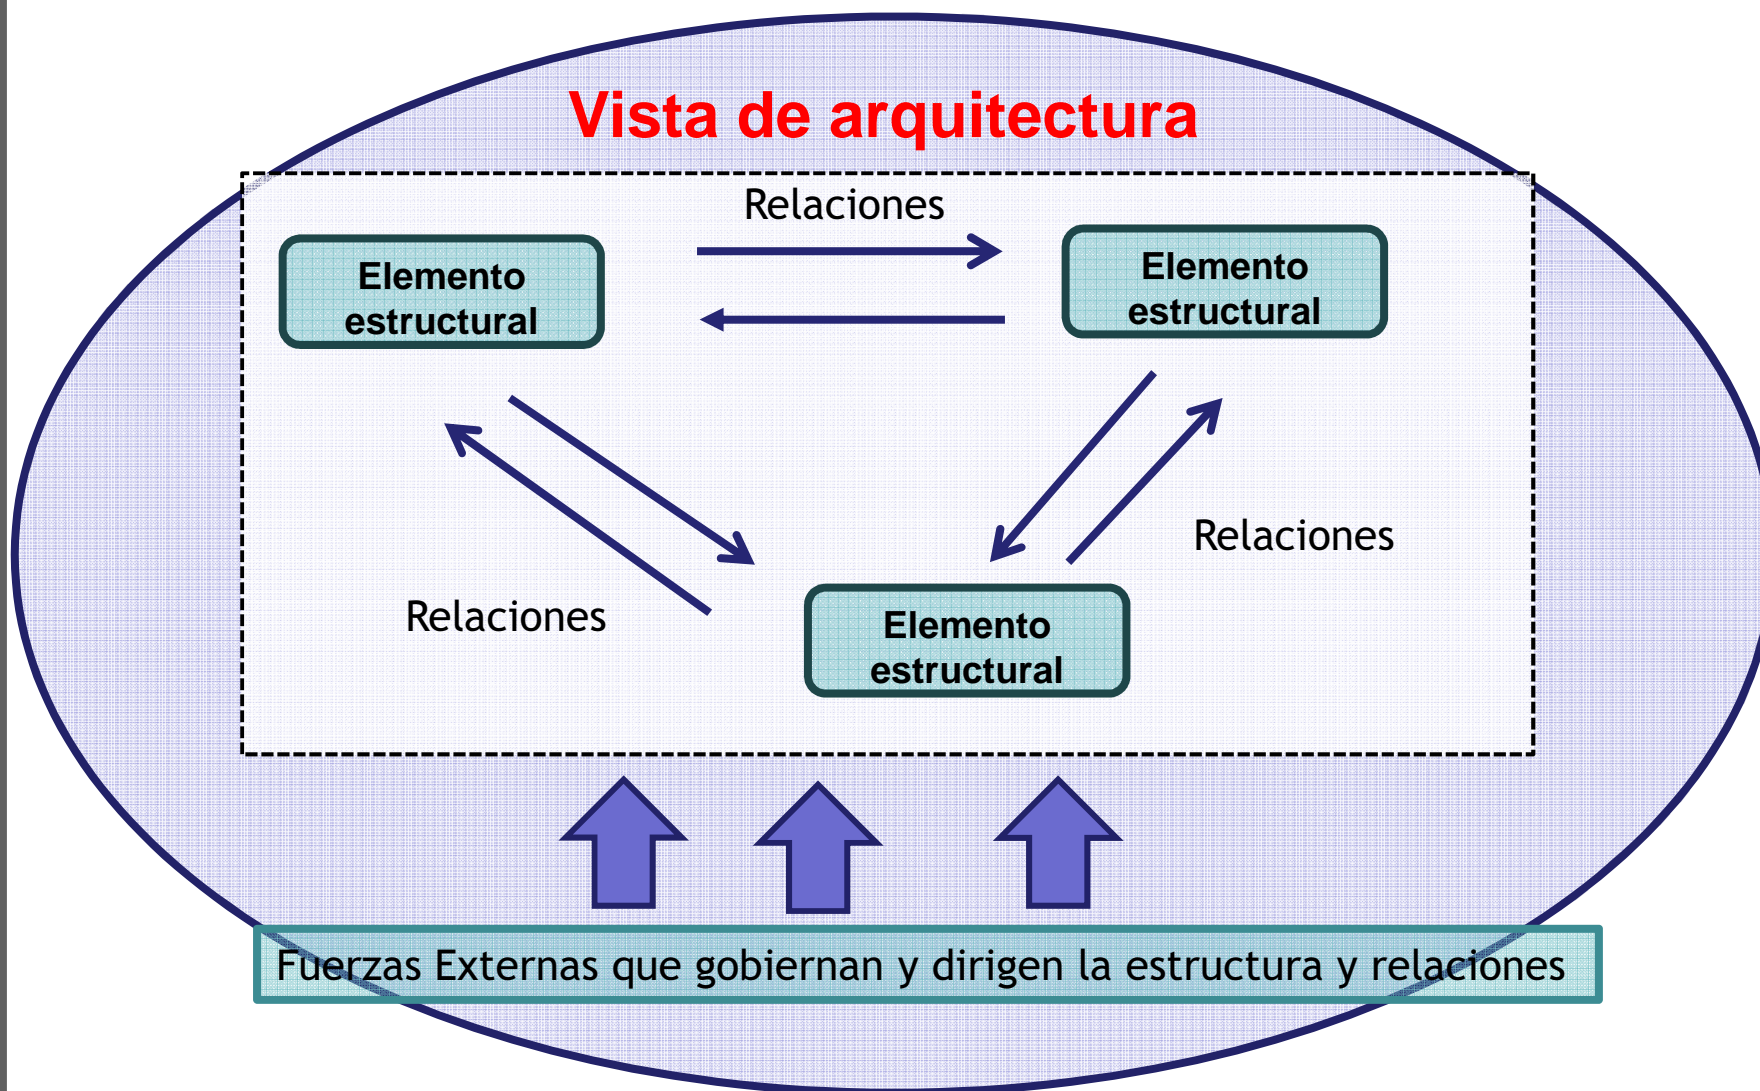 Vista de arquitectura
Relaciones
Elemento
estructural
Elemento
estructural
Relaciones
Relaciones
Elemento
estructural
Fuerzas Externas que gobiernan y dirigen la estructura y relaciones